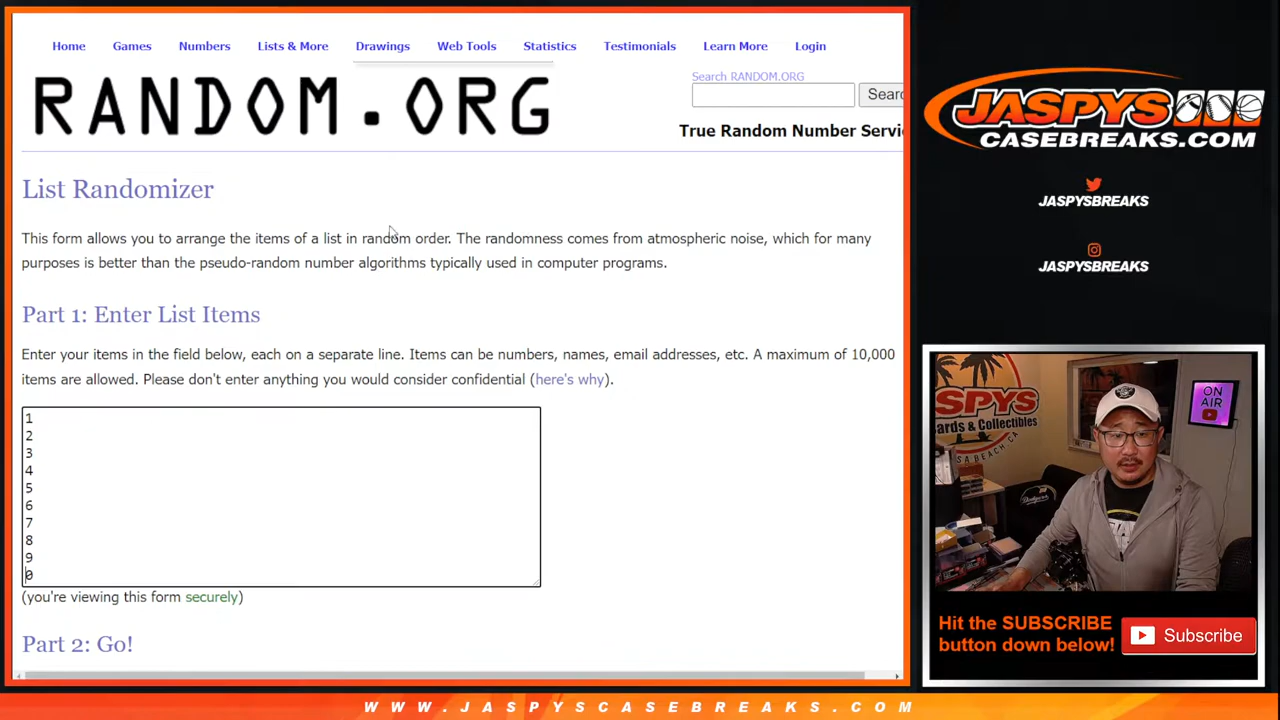 Home Games Numbers Lists & More Drawings Web Tools Statistics Testimonials Learn More Login
RANDOM.ORG
Search RANDOM.ORG
Searc
True Random Number Servi
List Randomizer
This form allows you to arrange the items of a list in random order. The randomness comes from atmospheric noise, which for many
purposes is better than the pseudo-random number algorithms typically used in computer programs.
Part 1: Enter List Items
Enter your items in the field below, each on a separate line. Items can be numbers, names, email addresses, etc. A maximum of 10,000
items are allowed. Please don't enter anything you would consider confidential (here's why).
1
2
3
4
5
6
7
8
9
0
(you're viewing this form securely)
Part 2: Go!
JASPYS
CASEBREAKS.COM
JASPYSBREAKS
JASPYSBREAKS
JASPYS
ards & Collectibles
SA BEACH, CA
ON
AIR
Hit the SUBSCRIBE
button down below!
Subscribe
WWW.JASPYSCASEBREAKS.COM